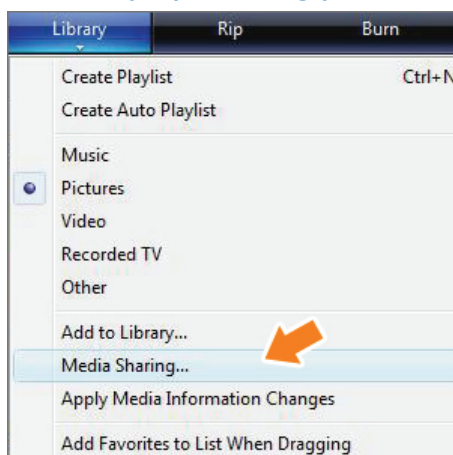 Library Rip Burn
Create Playlist Ctrl+N
Create Auto Playlist
Music
Pictures
Video
Recorded TV
Other
Add to Library...
Media Sharing...
Apply Media Information Changes
Add Favorites to List When Dragging